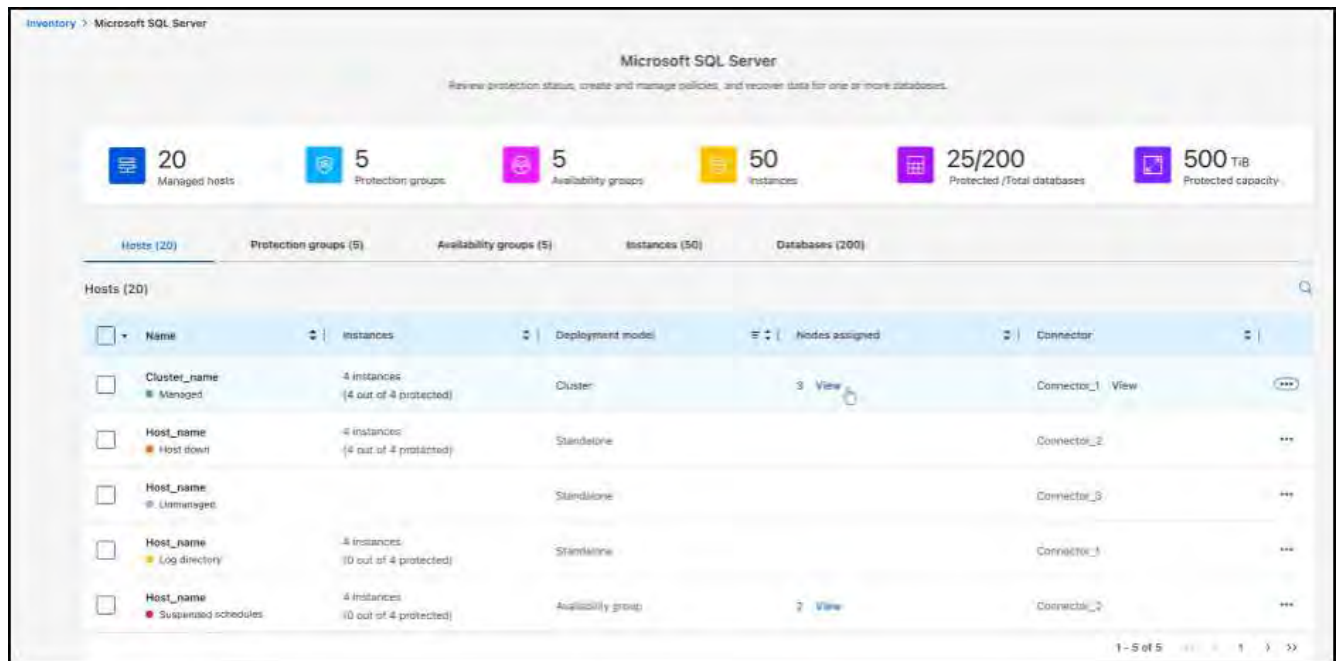 Inventory > Microsoft SQL Server
Microsoft SQL Server
Review protection status, create and manage policies, and recover data for one or more databases.
20
Managed hosts
5
Protection groups
5
Availability groups
50
Instances
25/200
Protected /Total databases
500 TiB
Protected capacity
Hosts (20) Protection groups (5) Availability groups (5) Instances (50) Databases (200)
Hosts (20)
Name Instances Deployment model Nodes assigned Connector
Cluster_name
Managed
4 instances
(4 out of 4 protected)
Cluster 3 View Connector_1 View
Host_name
Host down
4 instances
(4 out of 4 protected)
Standalone Connector_2
Host_name
Unmanaged
Standalone Connector_3
Host_name
Log directory
4 instances
(0 out of 4 protected)
Standalone Connector_1
Host_name
Suspended schedules
4 instances
(0 out of 4 protected)
Availability group 2 View Connector_2
1 - 5 of 5 << < 1 > >>